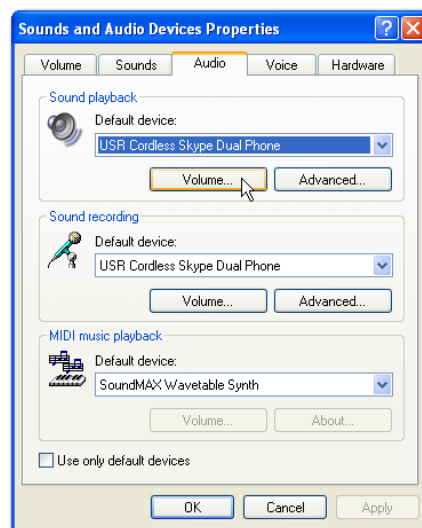 Sounds and Audio Devices Properties
Volume Sounds Audio Voice Hardware
Sound playback
Default device:
USR Cordless Skype Dual Phone
Volume... Advanced...
Sound recording
Default device:
USR Cordless Skype Dual Phone
Volume... Advanced...
MIDI music playback
Default device:
SoundMAX Wavetable Synth
Volume... About...
Use only default devices
OK Cancel Apply